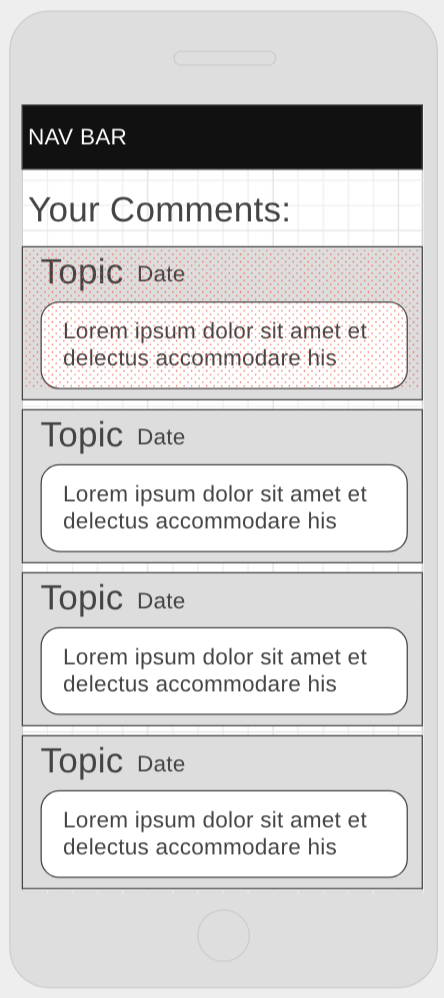 NAV BAR
Your Comments:
Topic Date
Lorem ipsum dolor sit amet et
delectus accommodare his
Topic Date
Lorem ipsum dolor sit amet et
delectus accommodare his
Topic Date
Lorem ipsum dolor sit amet et
delectus accommodare his
Topic Date
Lorem ipsum dolor sit amet et
delectus accommodare his